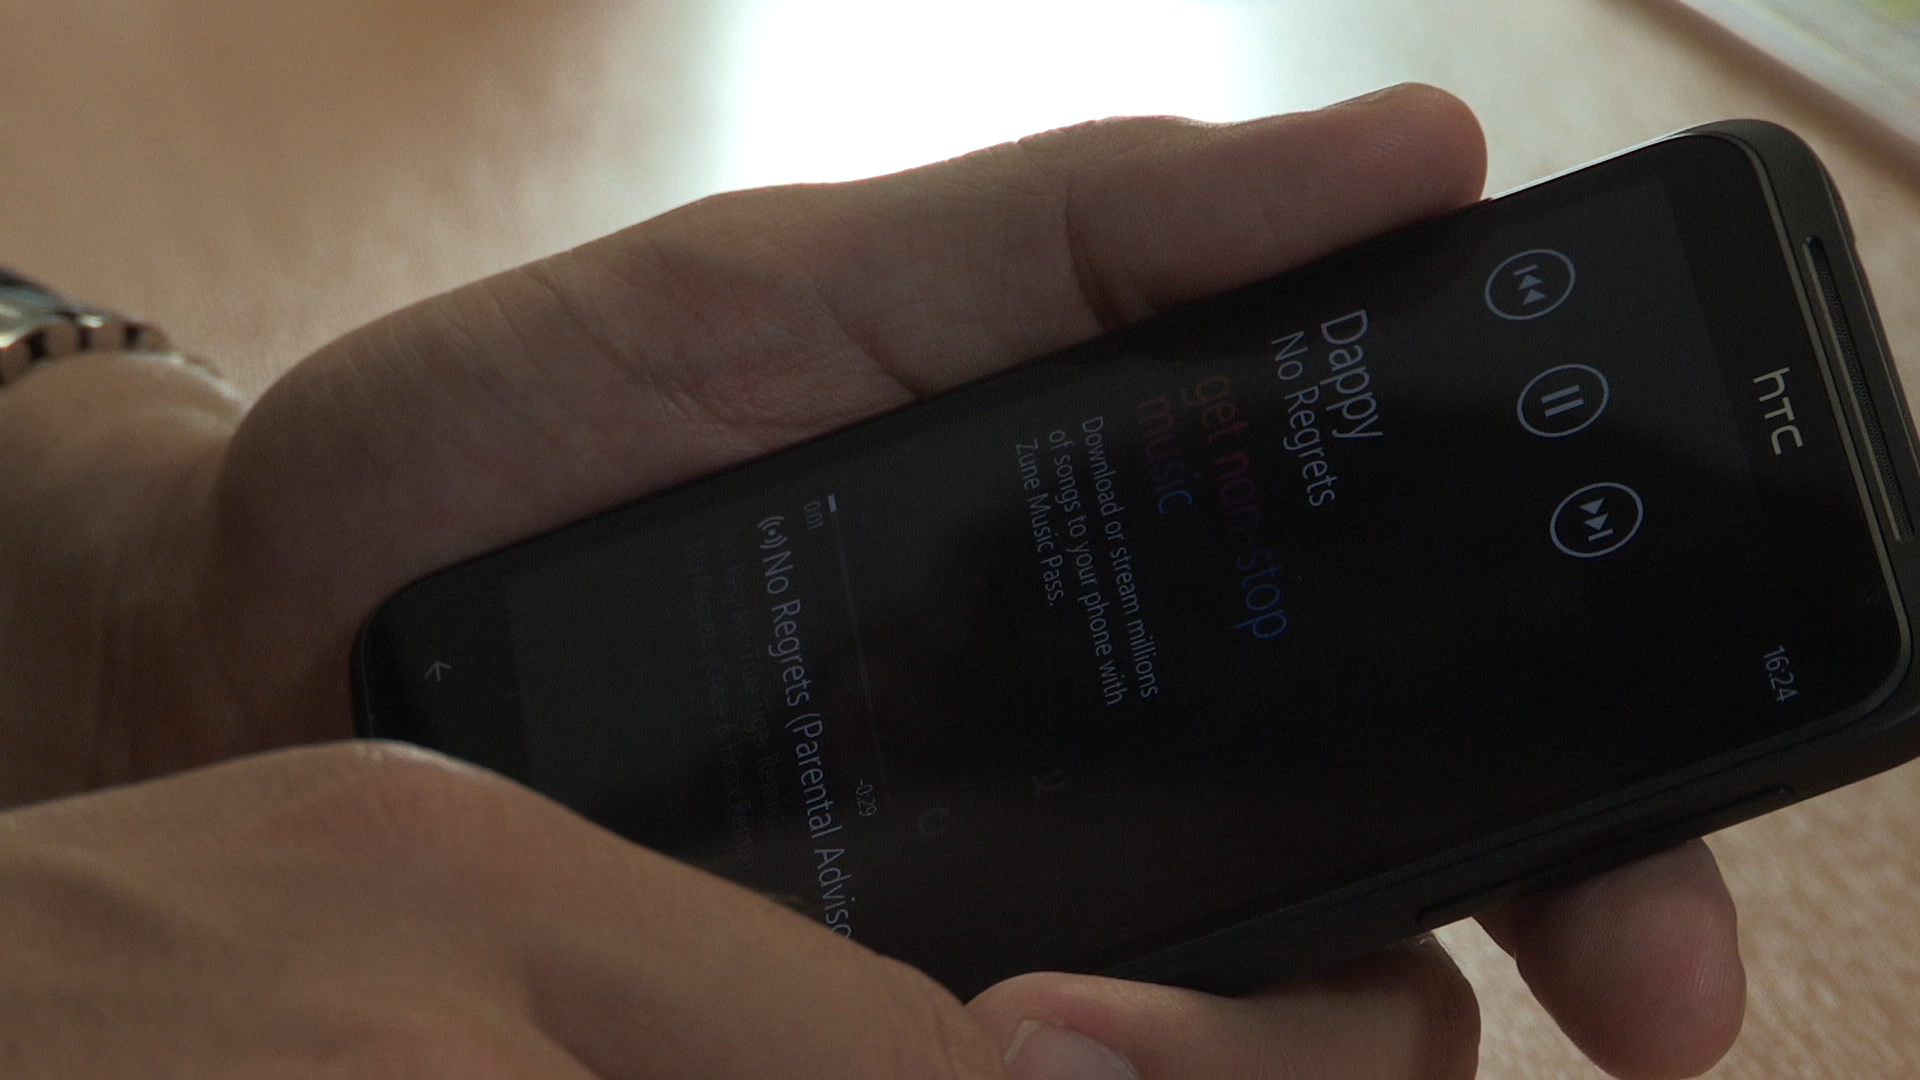 hTC
16:24
Dappy
No Regrets
get non-stop
music
Download or stream millions
of songs to your phone with
Zune Music Pass.
0:01
-0:29
No Regrets (Parental Adviso